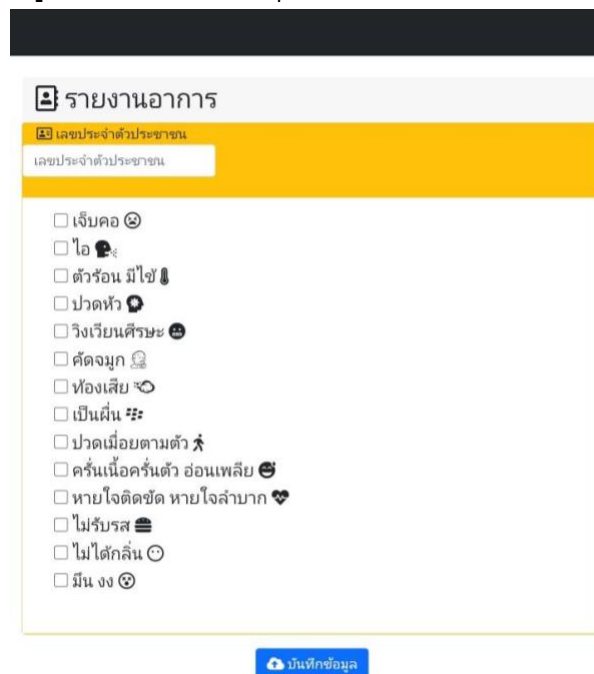 รายงานอาการ
เลขประจำตัวประชาชน
เลขประจำตัวประชาชน
เจ็บคอ
ไอ
ตัวร้อน มีไข้
ปวดหัว
วิงเวียนศีรษะ
คัดจมูก
ท้องเสีย
เป็นผื่น
ปวดเมื่อยตามตัว
ครั่นเนื้อครั่นตัว อ่อนเพลีย
หายใจติดขัด หายใจลำบาก
ไม่รับรส
ไม่ได้กลิ่น
มึน งง
บันทึกข้อมูล